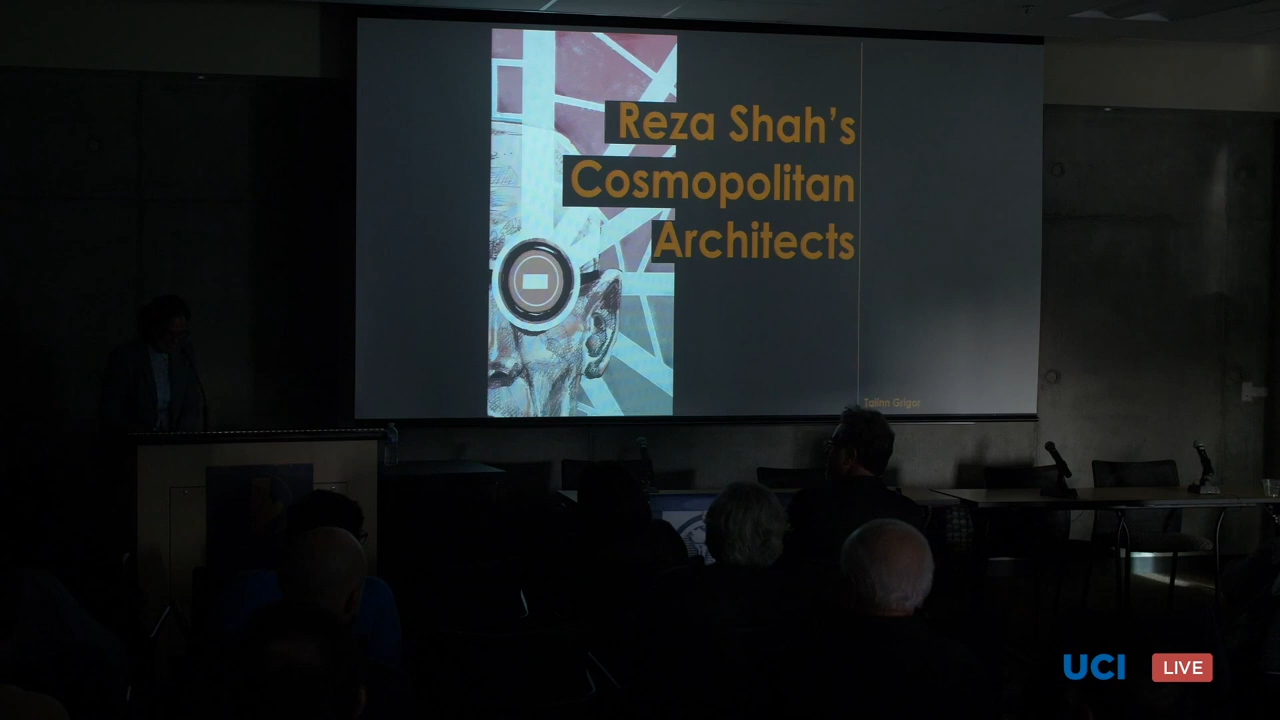 Reza Shah's
Cosmopolitan
Architects
Talinn Grigor
UCI
LIVE